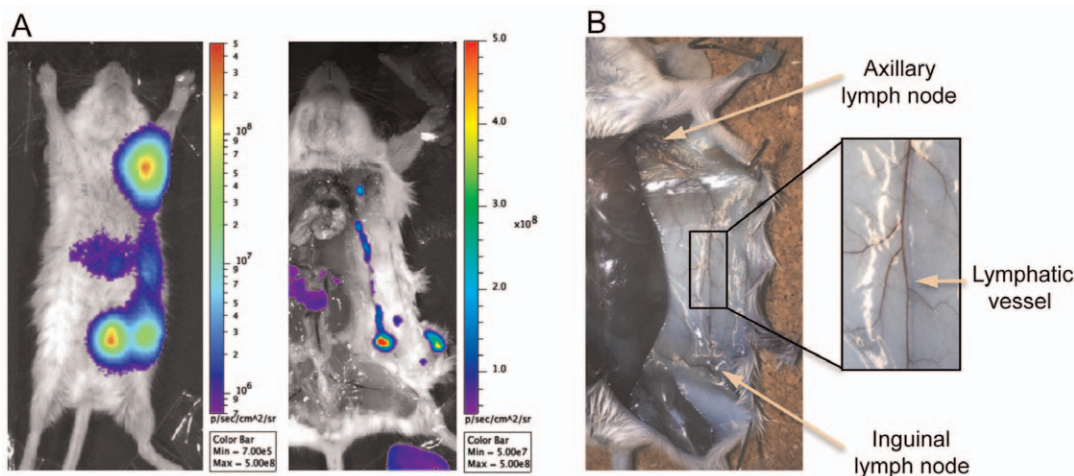 A
5
4
3
2
10^8
9
8
7
6
5
4
3
2
10^7
9
8
7
6
5
4
3
2
10^6
9
8
7
p/sec/cm^2/sr
Color Bar
Min = 7.00e5
Max = 5.00e8
5.0
4.0
3.0
x10^8
2.0
1.0
p/sec/cm^2/sr
Color Bar
Min = 5.00e7
Max = 5.00e8
B
Axillary
lymph node
Lymphatic
vessel
Inguinal
lymph node